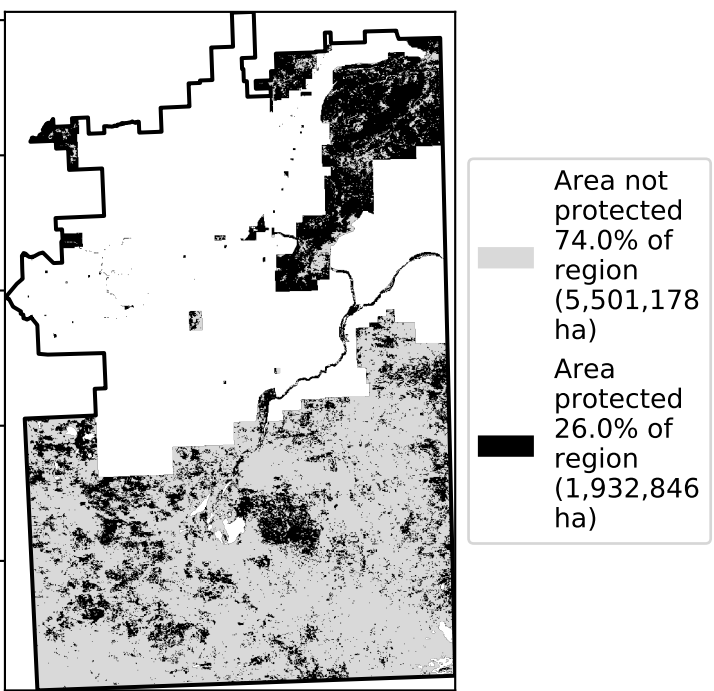 Area not
protected
74.0% of
region
(5,501,178
ha)
Area
protected
26.0% of
region
(1,932,846
ha)